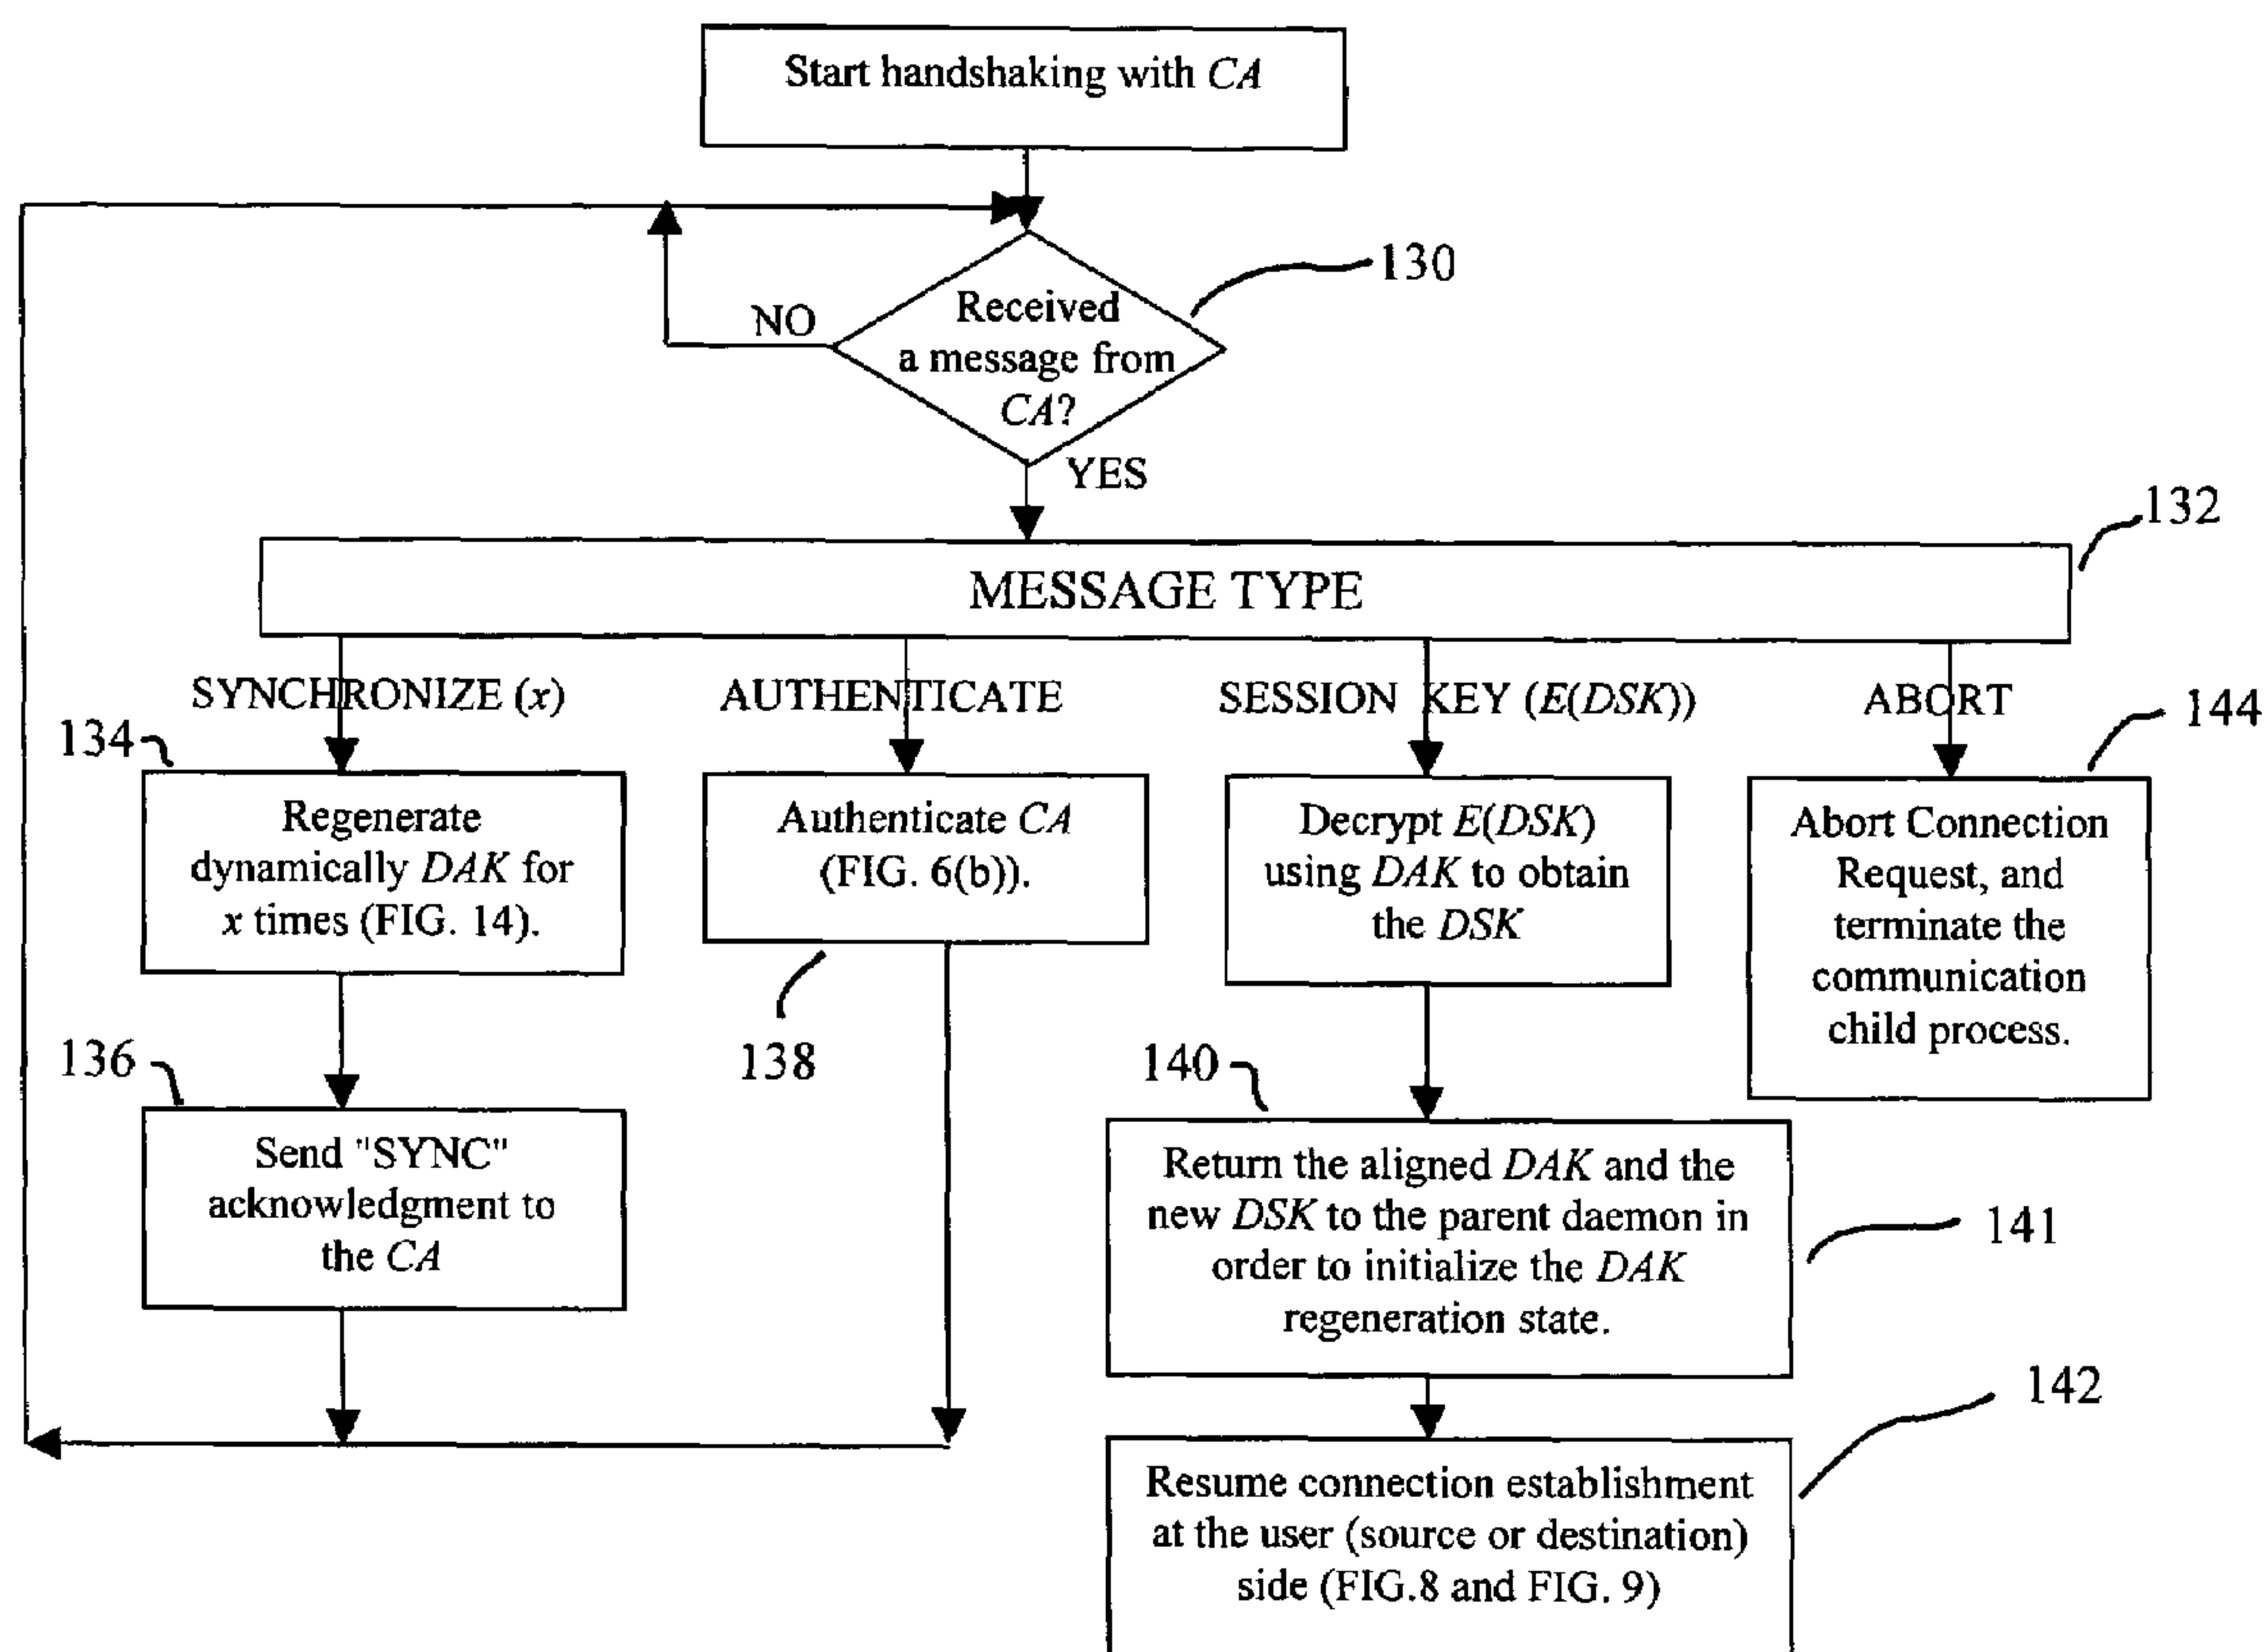 Start handshaking with CA
130
Received
a message from
CA?
NO
YES
132
MESSAGE TYPE
SYNCHRONIZE (x)
AUTHENTICATE
SESSION KEY (E(DSK))
ABORT
144
134
Regenerate
dynamically DAK for
x times (FIG. 14).
Authenticate CA
(FIG. 6(b)).
138
Decrypt E(DSK)
using DAK to obtain
the DSK
Abort Connection
Request, and
terminate the
communication
child process.
136
Send "SYNC"
acknowledgment to
the CA
140
Return the aligned DAK and the
new DSK to the parent daemon in
order to initialize the DAK
regeneration state.
141
142
Resume connection establishment
at the user (source or destination)
side (FIG.8 and FIG. 9)